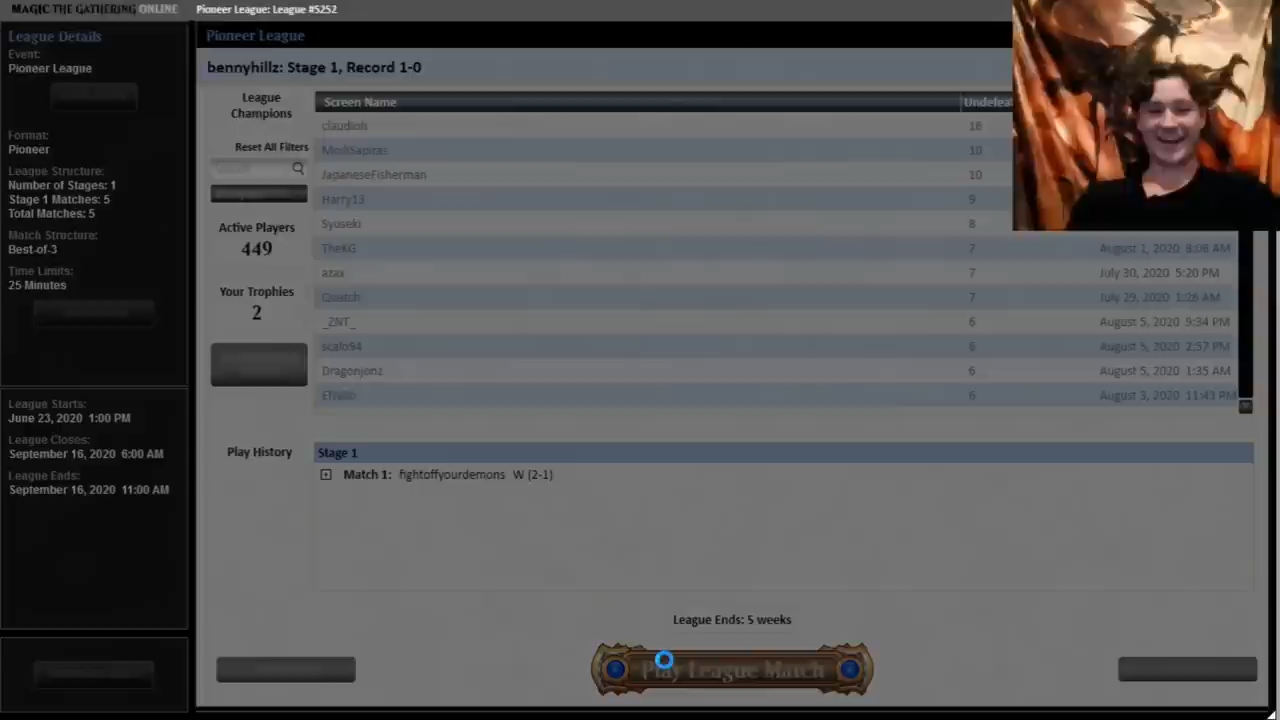 MAGIC THE GATHERING ONLINE
Pioneer League: League #5252
League Details
Event:
Pioneer League
Format:
Pioneer
League Structure:
Number of Stages: 1
Stage 1 Matches: 5
Total Matches: 5
Match Structure:
Best-of-3
Time Limits:
25 Minutes
League Starts:
June 23, 2020 1:00 PM
League Closes:
September 16, 2020 6:00 AM
League Ends:
September 16, 2020 11:00 AM
Pioneer League
bennyhillz: Stage 1, Record 1-0
League
Champions
Reset All Filters
Active Players
449
Your Trophies
2
Screen Name
claudioh 16
10
JapaneseFisherman 10
Harry13 9
Syuseki 8
TheKG 7 August 1, 2020 8:08 AM
azax 7 July 30, 2020 5:20 PM
7 July 29, 2020 1:26 AM
_ZNT_ 6 August 5, 2020 9:34 PM
scalo94 6 August 5, 2020 2:57 PM
Dragonjonz 6 August 5, 2020 1:35 AM
6 August 3, 2020 11:43 PM
Play History
Stage 1
Match 1: fightoffyourdemons W (2-1)
League Ends: 5 weeks
Play League Match